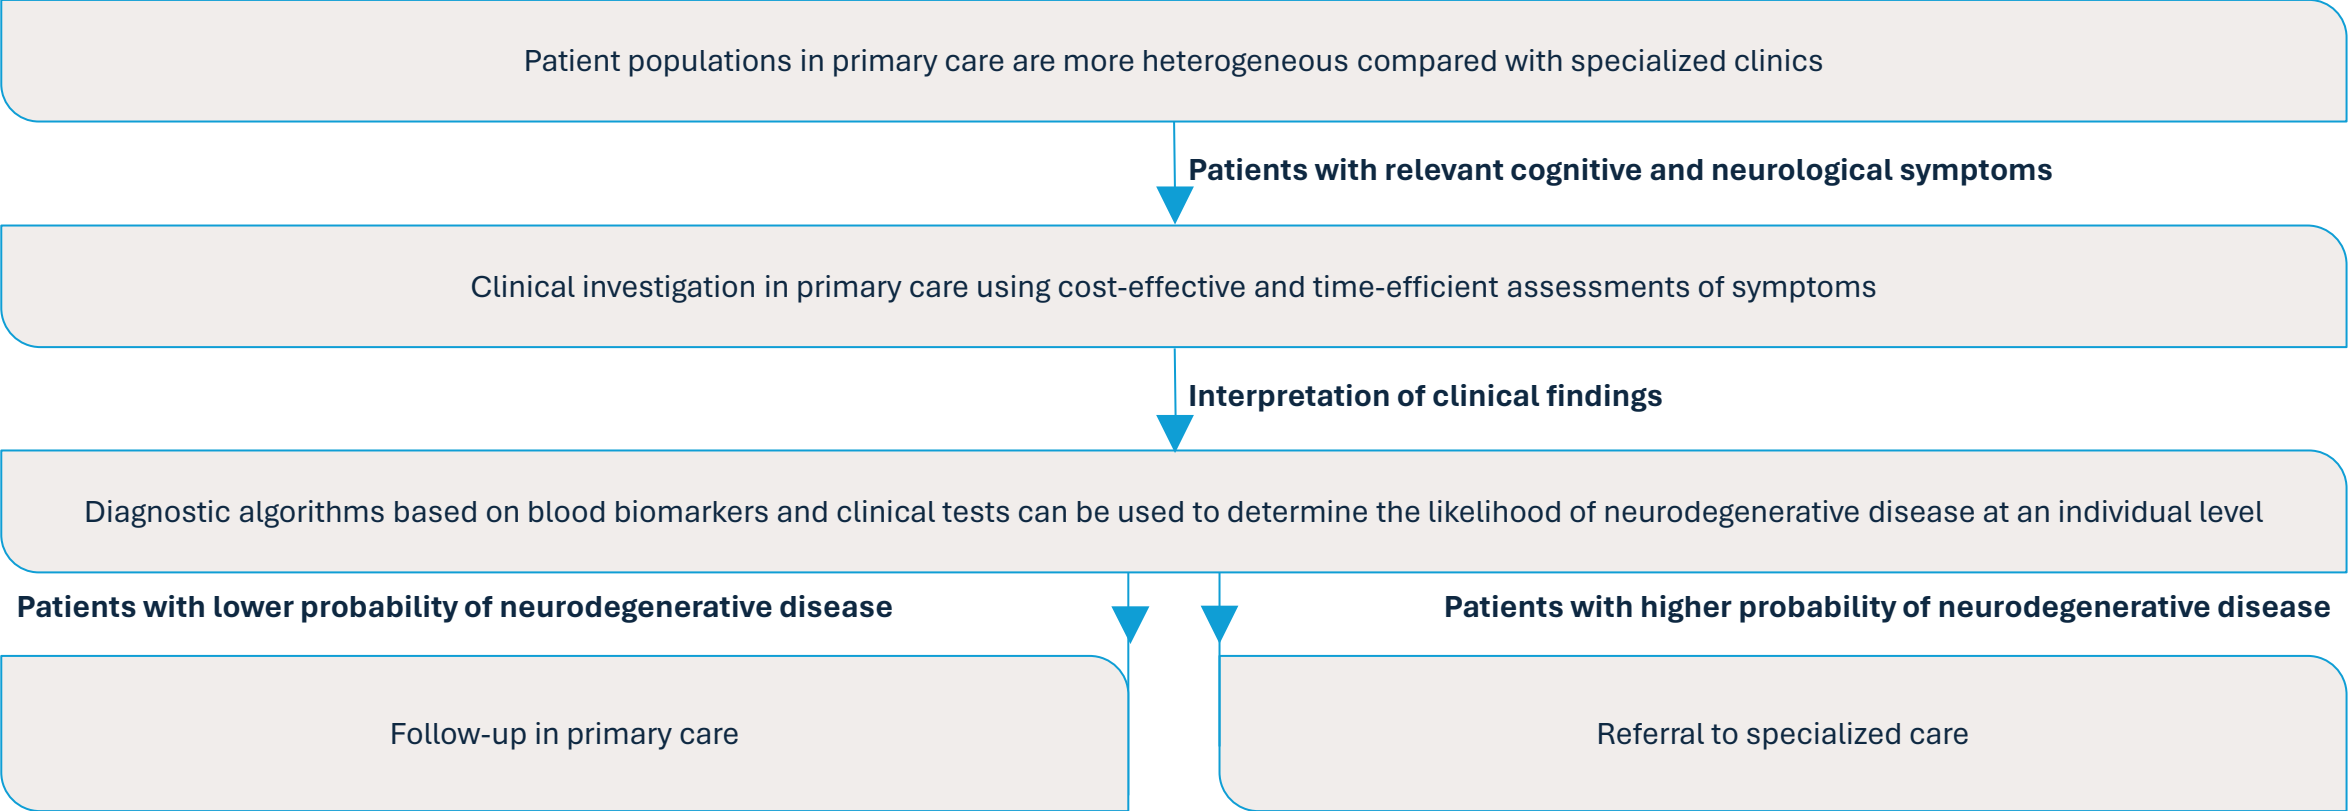 Patient populations in primary care are more heterogeneous compared with specialized clinics
Patients with relevant cognitive and neurological symptoms
Clinical investigation in primary care using cost-effective and time-efficient assessments of symptoms
Interpretation of clinical findings
Diagnostic algorithms based on blood biomarkers and clinical tests can be used to determine the likelihood of neurodegenerative disease at an individual level
Patients with lower probability of neurodegenerative disease
Patients with higher probability of neurodegenerative disease
Follow-up in primary care
Referral to specialized care